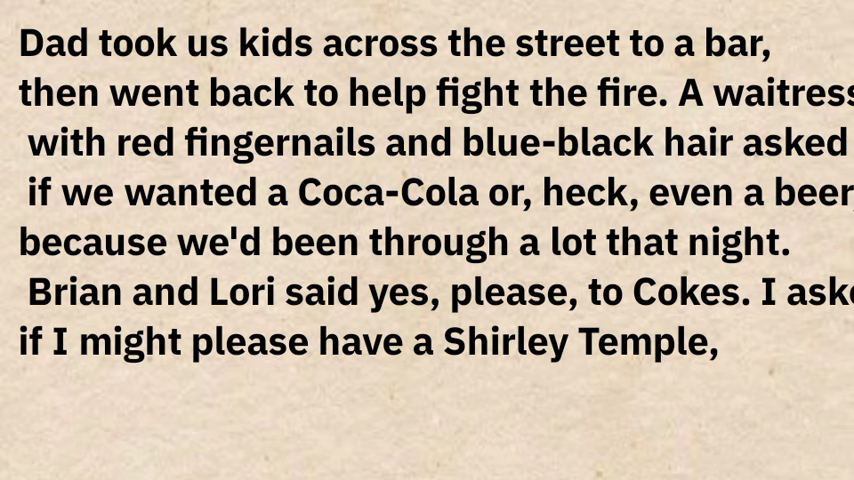 Dad took us kids across the street to a bar,
then went back to help fight the fire. A waitress
with red fingernails and blue-black hair asked
if we wanted a Coca-Cola or, heck, even a beer,
because we'd been through a lot that night.
Brian and Lori said yes, please, to Cokes. I
if I might please have a Shirley Temple,